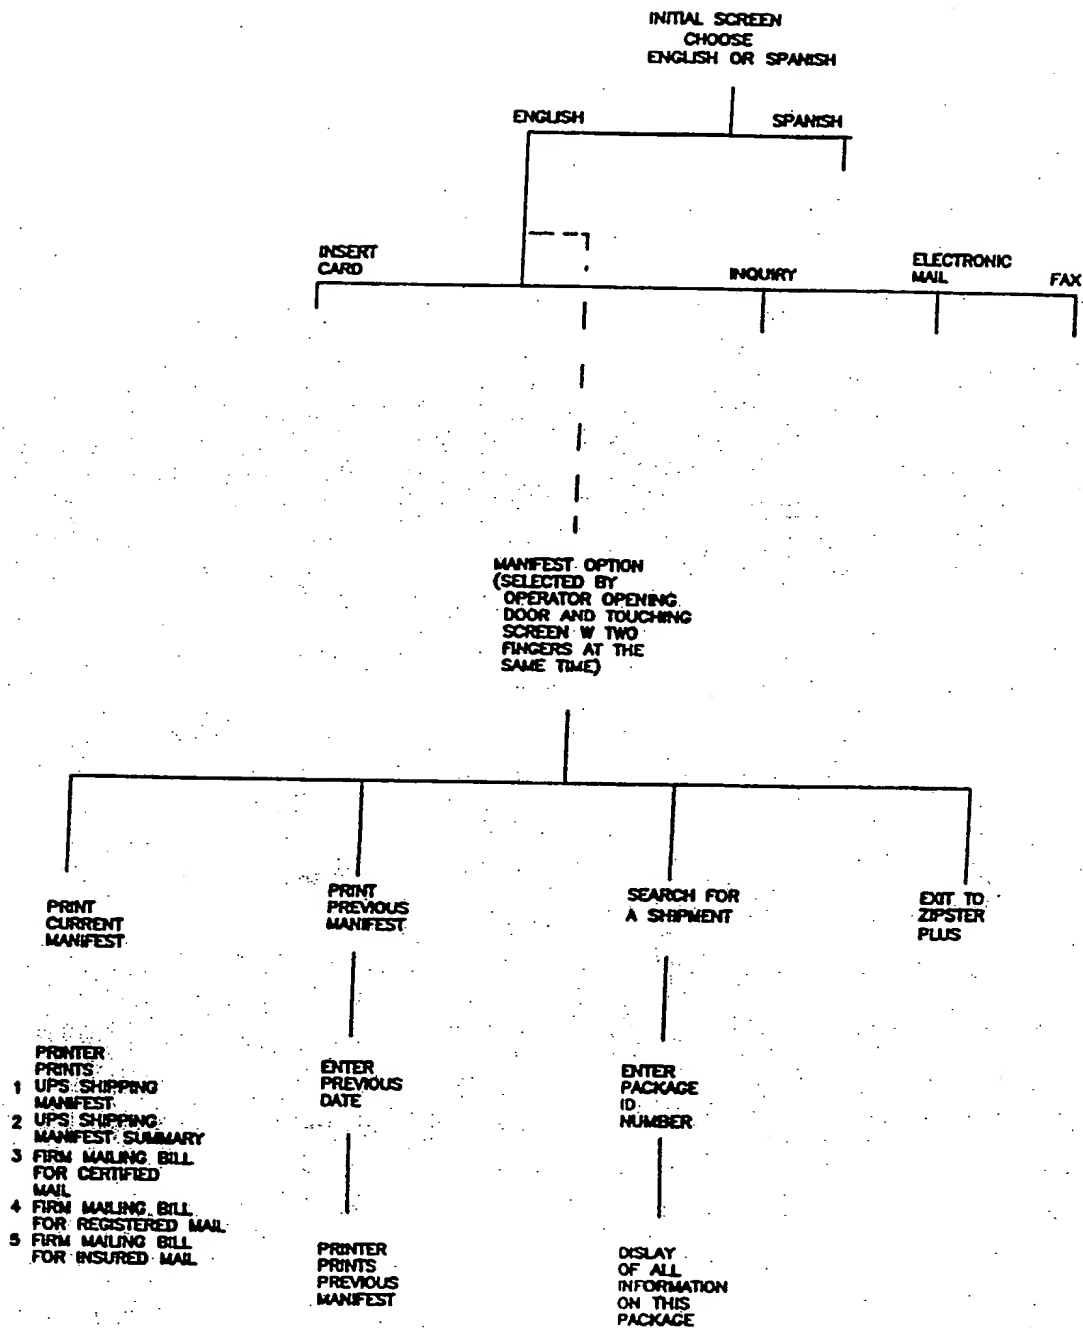 INITIAL SCREEN
CHOOSE
ENGLISH OR SPANISH
ENGLISH
SPANISH
INSERT
CARD
INQUIRY
ELECTRONIC
MAIL
FAX
MANIFEST OPTION
(SELECTED BY
OPERATOR OPENING
DOOR AND TOUCHING
SCREEN W TWO
FINGERS AT THE
SAME TIME)
PRINT
CURRENT
MANIFEST
PRINT
PREVIOUS
MANIFEST
SEARCH FOR
A SHIPMENT
EXIT TO
ZIPSTER
PLUS
PRINTER
PRINTS
1 UPS SHIPPING
MANIFEST
2 UPS SHIPPING
MANIFEST SUMMARY
3 FIRM MAILING BILL
FOR CERTIFIED
MAIL
4 FIRM MAILING BILL
FOR REGISTERED MAIL
5 FIRM MAILING BILL
FOR INSURED MAIL
ENTER
PREVIOUS
DATE
PRINTER
PRINTS
PREVIOUS
MANIFEST
ENTER
PACKAGE
ID
NUMBER
DISLAY
OF ALL
INFORMATION
ON THIS
PACKAGE